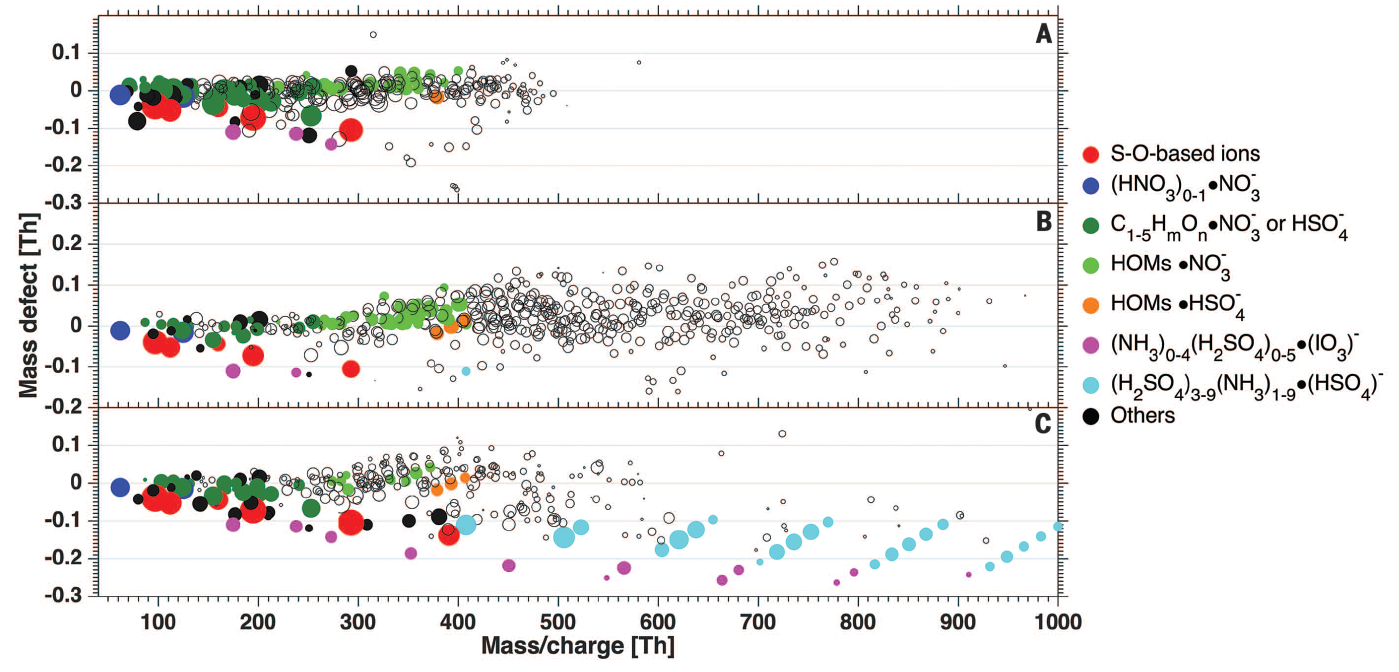 A
0.1
0
-0.1
-0.2
-0.3
B
0.2
0.1
0
-0.1
-0.2
C
0.1
0
-0.1
-0.2
-0.3
100 200 300 400 500 600 700 800 900 1000
Mass/charge [Th]
Mass defect [Th]
S-O-based ions
(HNO₃)₀₋₁•NO₃⁻
C₁₋₅HₘOₙ•NO₃⁻ or HSO₄⁻
HOMs •NO₃⁻
HOMs •HSO₄⁻
(NH₃)₀₋₄(H₂SO₄)₀₋₅•(IO₃)⁻
(H₂SO₄)₃₋₉(NH₃)₁₋₉•(HSO₄)⁻
Others